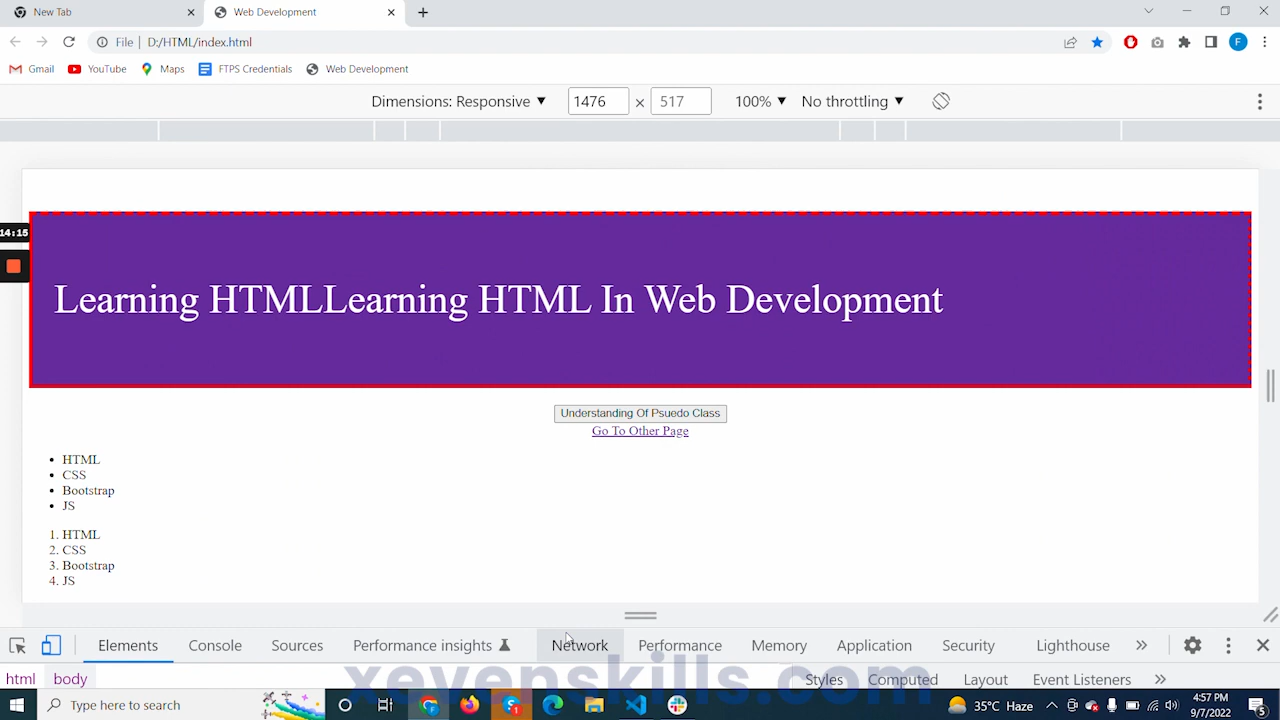 New Tab
Web Development
File | D:/HTML/index.html
Gmail YouTube Maps FTPS Credentials Web Development
Dimensions: Responsive 1476 × 517 100% No throttling
14:15
Learning HTMLLearning HTML In Web Development
Understanding Of Psuedo Class
Go To Other Page
• HTML
• CSS
• Bootstrap
• JS
1. HTML
2. CSS
3. Bootstrap
4. JS
Elements Console Sources Performance insights Network Performance Memory Application Security Lighthouse
html body Styles Computed Layout Event Listeners
xevenskills.com
Type here to search
35°C Haze
4:57 PM
9/7/2022